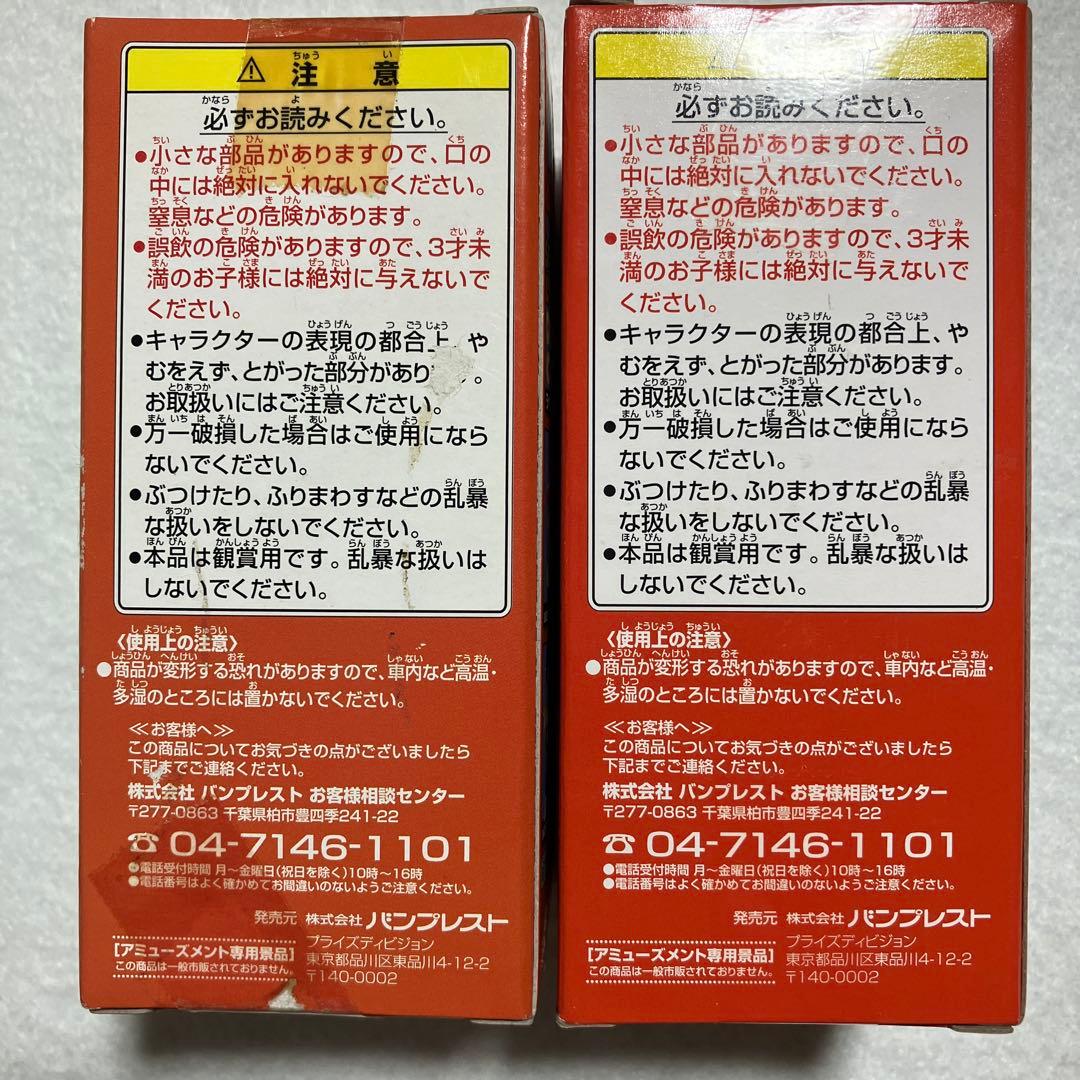 ⚠ 注意
必ずお読みください。
●小さな部品がありますので、口の
中には絶対に入れないでください。
窒息などの危険があります。
●誤飲の危険がありますので、3才未
満のお子様には絶対に与えないで
ください。
●キャラクターの表現の都合上、や
むをえず、とがった部分があります。
お取扱いにはご注意ください。
●万一破損した場合はご使用になら
ないでください。
●ぶつけたり、ふりまわすなどの乱暴
な扱いをしないでください。
●本品は観賞用です。乱暴な扱いは
しないでください。
〈使用上の注意〉
●商品が変形する恐れがありますので、車内など高温・
多湿のところには置かないでください。
≪お客様へ≫
この商品についてお気づきの点がございましたら
下記までご連絡ください。
株式会社 バンプレスト お客様相談センター
〒277-0863 千葉県柏市豊四季241-22
☎ 04-7146-1101
●電話受付時間 月〜金曜日(祝日を除く)10時〜16時
●電話番号はよく確かめてお間違いのないようご注意ください。
発売元 株式会社 バンプレスト
プライズディビジョン
[アミューズメント専用景品]
東京都品川区東品川4-12-2
この商品は一般市販されておりません。
〒140-0002
必ずお読みください。
●小さな部品がありますので、口の
中には絶対に入れないでください。
窒息などの危険があります。
●誤飲の危険がありますので、3才未
満のお子様には絶対に与えないで
ください。
●キャラクターの表現の都合上、や
むをえず、とがった部分があります。
お取扱いにはご注意ください。
●万一破損した場合はご使用になら
ないでください。
●ぶつけたり、ふりまわすなどの乱暴
な扱いをしないでください。
●本品は観賞用です。乱暴な扱いは
しないでください。
〈使用上の注意〉
●商品が変形する恐れがありますので、車内など高温・
多湿のところには置かないでください。
≪お客様へ≫
この商品についてお気づきの点がございましたら
下記までご連絡ください。
株式会社 バンプレスト お客様相談センター
〒277-0863 千葉県柏市豊四季241-22
☎ 04-7146-1101
●電話受付時間 月〜金曜日(祝日を除く)10時〜16時
●電話番号はよく確かめてお間違いのないようご注意ください。
発売元 株式会社 バンプレスト
プライズディビジョン
[アミューズメント専用景品]
東京都品川区東品川4-12-2
この商品は一般市販されておりません。
〒140-0002